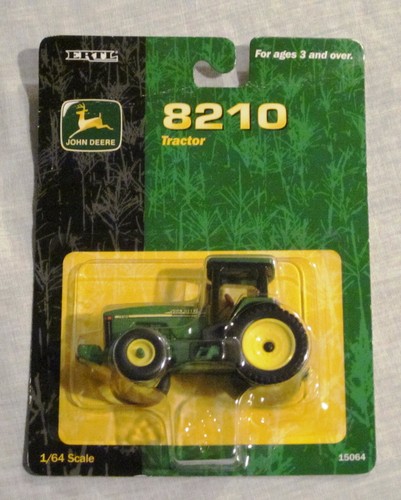 ERTL
For ages 3 and over.
8210
Tractor
JOHN DEERE
1/64 Scale
15064